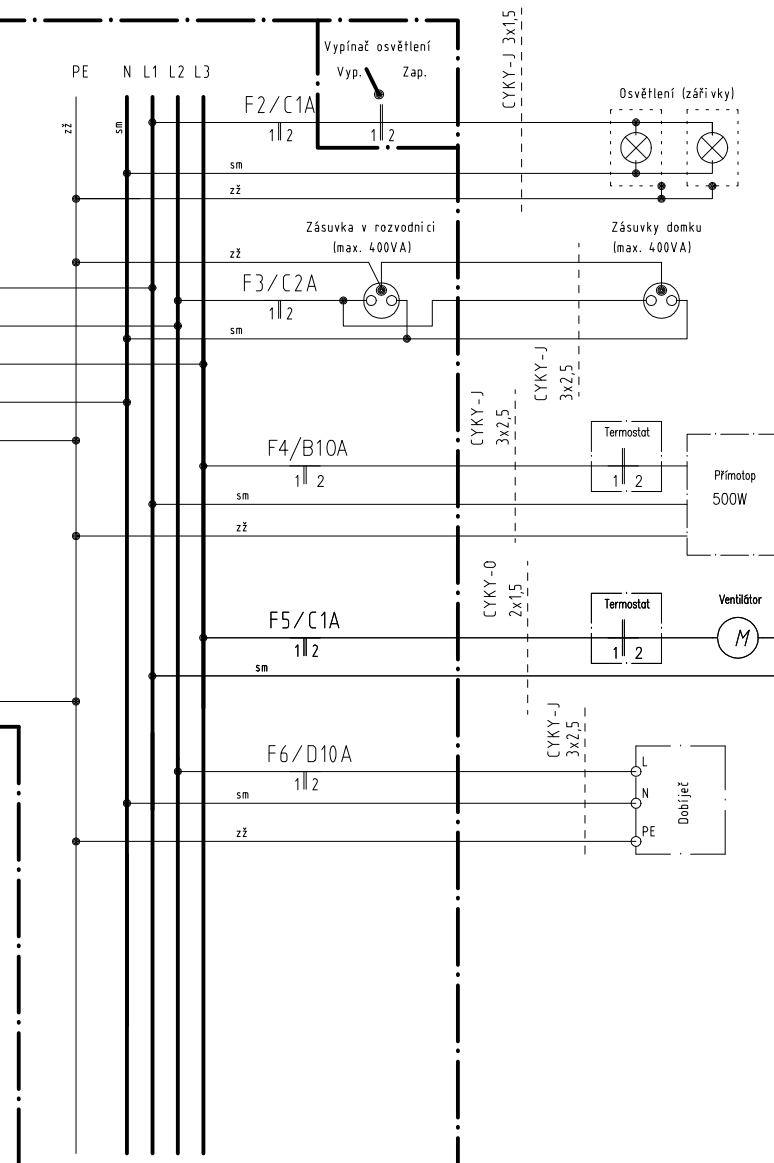 Vypínač osvětlení
Vyp. Zap.
PE N L1 L2 L3
CYKY-J 3x1,5
Osvětlení (zářivky)
F2/C1A
1 2
1 2
zž
sm
sm
zž
Zásuvka v rozvodnici
(max. 400VA)
Zásuvky domku
(max. 400VA)
zž
F3/C2A
1 2
sm
CYKY-J
3x2,5
CYKY-J
3x2,5
F4/B10A
1 2
Termostat
1 2
Přímotop
500W
sm
zž
CYKY-O
2x1,5
F5/C1A
1 2
Termostat
1 2
Ventilátor
M
sm
CYKY-J
3x2,5
F6/D10A
1 2
L
sm
N
Dobíječ
zž
PE